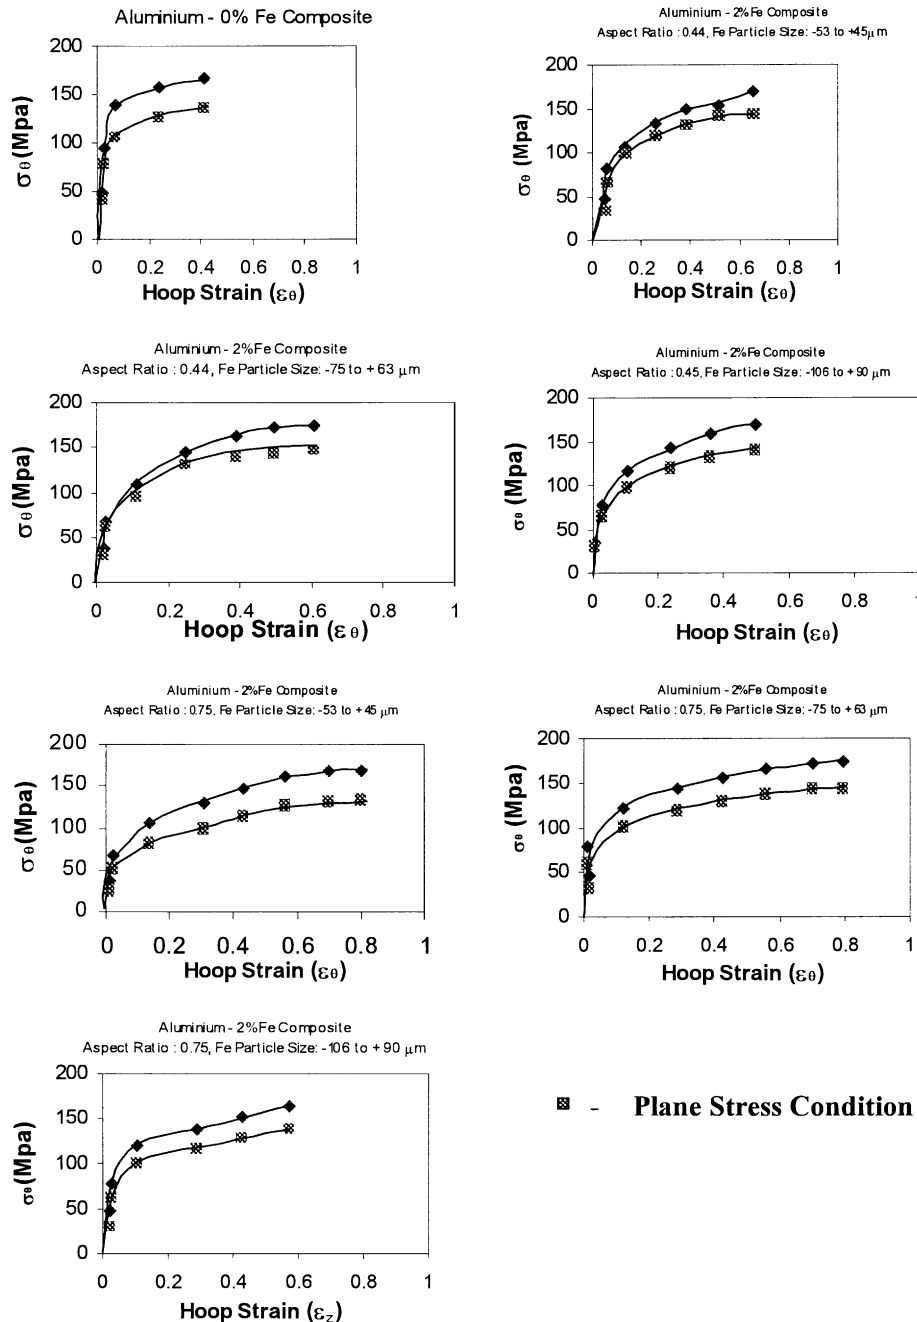 Aluminium - 0% Fe Composite
200
150
100
50
0
σθ (Mpa)
0 0.2 0.4 0.6 0.8 1
Hoop Strain (εθ)
Aluminium - 2%Fe Composite
Aspect Ratio : 0.44, Fe Particle Size: -53 to +45μm
200
150
100
50
0
σθ (Mpa)
0 0.2 0.4 0.6 0.8 1
Hoop Strain (εθ)
Aluminium - 2%Fe Composite
Aspect Ratio : 0.44, Fe Particle Size: -75 to + 63 μm
200
150
100
50
0
σθ (Mpa)
0 0.2 0.4 0.6 0.8 1
Hoop Strain (εθ)
Aluminium - 2%Fe Composite
Aspect Ratio : 0.45, Fe Particle Size: -106 to +90 μm
200
150
100
50
0
σθ (Mpa)
0 0.2 0.4 0.6 0.8 1
Hoop Strain (εθ)
Aluminium - 2%Fe Composite
Aspect Ratio : 0.75, Fe Particle Size: -53 to + 45 μm
200
150
100
50
0
σθ (Mpa)
0 0.2 0.4 0.6 0.8 1
Hoop Strain (εθ)
Aluminium - 2%Fe Composite
Aspect Ratio : 0.75, Fe Particle Size: -75 to + 63 μm
200
150
100
50
0
σθ (Mpa)
0 0.2 0.4 0.6 0.8 1
Hoop Strain (εθ)
Aluminium - 2%Fe Composite
Aspect Ratio : 0.75, Fe Particle Size: -106 to + 90 μm
200
150
100
50
0
σθ (Mpa)
0 0.2 0.4 0.6 0.8 1
Hoop Strain (εz)
- Plane Stress Condition